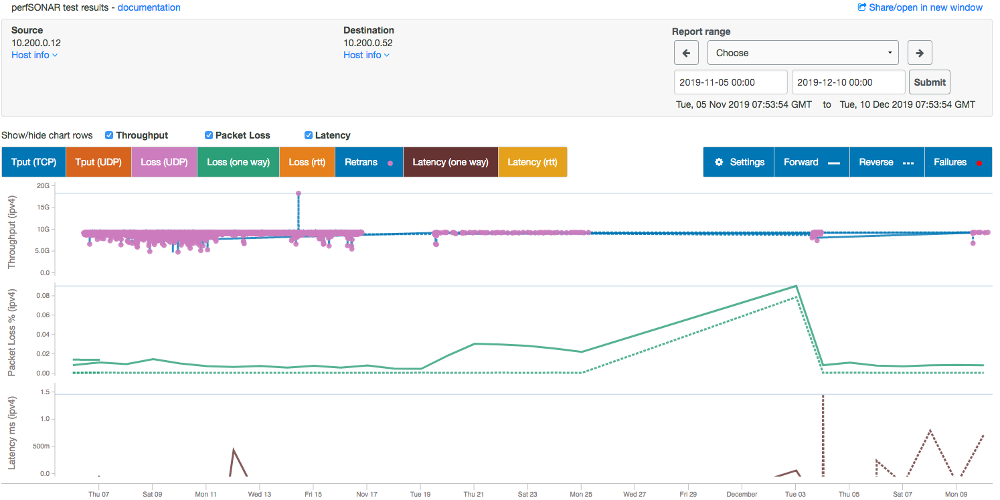 perfSONAR test results - documentation
Share/open in new window
Source
10.200.0.12
Host info
Destination
10.200.0.52
Host info
Report range
Choose
2019-11-05 00:00
2019-12-10 00:00
Submit
Tue, 05 Nov 2019 07:53:54 GMT to Tue, 10 Dec 2019 07:53:54 GMT
Show/hide chart rows Throughput Packet Loss Latency
Tput (TCP) Tput (UDP) Loss (UDP) Loss (one way) Loss (rtt) Retrans Latency (one way) Latency (rtt)
Settings Forward Reverse Failures
Throughput (ipv4)
20G
15G
10G
5.0G
0.0
Packet Loss % (ipv4)
0.08
0.06
0.04
0.02
0.00
Latency ms (ipv4)
1.5
1.0
500m
0.0
Thu 07 Sat 09 Mon 11 Wed 13 Fri 15 Nov 17 Tue 19 Thu 21 Sat 23 Mon 25 Wed 27 Fri 29 December Tue 03 Thu 05 Sat 07 Mon 09